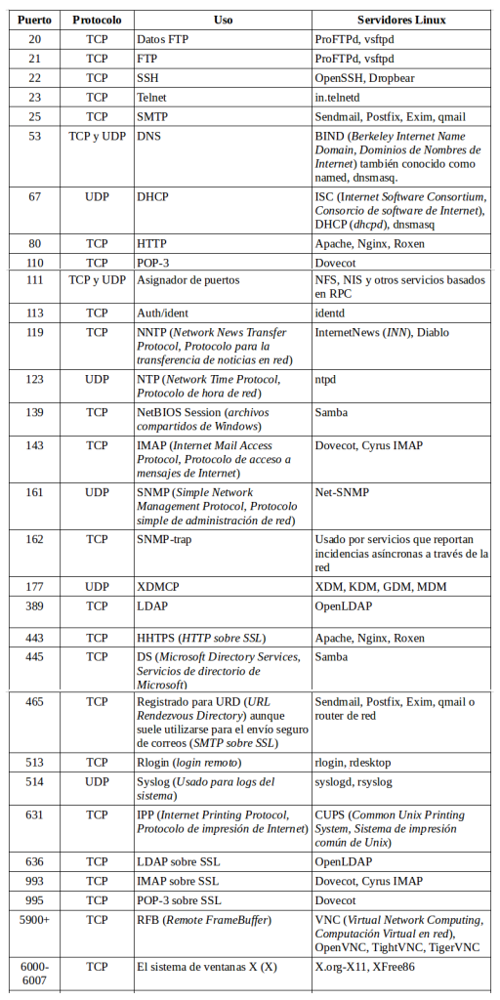 Puerto Protocolo Uso Servidores Linux
20 TCP Datos FTP ProFTPd, vsftpd
21 TCP FTP ProFTPd, vsftpd
22 TCP SSH OpenSSH, Dropbear
23 TCP Telnet in.telnetd
25 TCP SMTP Sendmail, Postfix, Exim, qmail
53 TCP y UDP DNS BIND (Berkeley Internet Name
Domain, Dominios de Nombres de
Internet) también conocido como
named, dnsmasq.
67 UDP DHCP ISC (Internet Software Consortium,
Consorcio de software de Internet),
DHCP (dhcpd), dnsmasq
80 TCP HTTP Apache, Nginx, Roxen
110 TCP POP-3 Dovecot
111 TCP y UDP Asignador de puertos NFS, NIS y otros servicios basados
en RPC
113 TCP Auth/ident identd
119 TCP NNTP (Network News Transfer InternetNews (INN), Diablo
Protocol, Protocolo para la
transferencia de noticias en red)
123 UDP NTP (Network Time Protocol, ntpd
Protocolo de hora de red)
139 TCP NetBIOS Session (archivos Samba
compartidos de Windows)
143 TCP IMAP (Internet Mail Access Dovecot, Cyrus IMAP
Protocol, Protocolo de acceso a
mensajes de Internet)
161 UDP SNMP (Simple Network Net-SNMP
Management Protocol, Protocolo
simple de administración de red)
162 TCP SNMP-trap Usado por servicios que reportan
incidencias asíncronas a través de la
red
177 UDP XDMCP XDM, KDM, GDM, MDM
389 TCP LDAP OpenLDAP
443 TCP HHTPS (HTTP sobre SSL) Apache, Nginx, Roxen
445 TCP DS (Microsoft Directory Services, Samba
Servicios de directorio de
Microsoft)
465 TCP Registrado para URD (URL Sendmail, Postfix, Exim, qmail o
Rendezvous Directory) aunque router de red
suele utilizarse para el envío seguro
de correos (SMTP sobre SSL)
513 TCP Rlogin (login remoto) rlogin, rdesktop
514 UDP Syslog (Usado para logs del syslogd, rsyslog
sistema)
631 TCP IPP (Internet Printing Protocol, CUPS (Common Unix Printing
Protocolo de impresión de Internet) System, Sistema de impresión
común de Unix)
636 TCP LDAP sobre SSL OpenLDAP
993 TCP IMAP sobre SSL Dovecot, Cyrus IMAP
995 TCP POP-3 sobre SSL Dovecot
5900+ TCP RFB (Remote FrameBuffer) VNC (Virtual Network Computing,
Computación Virtual en red),
OpenVNC, TightVNC, TigerVNC
6000- TCP El sistema de ventanas X (X) X.org-X11, XFree86
6007